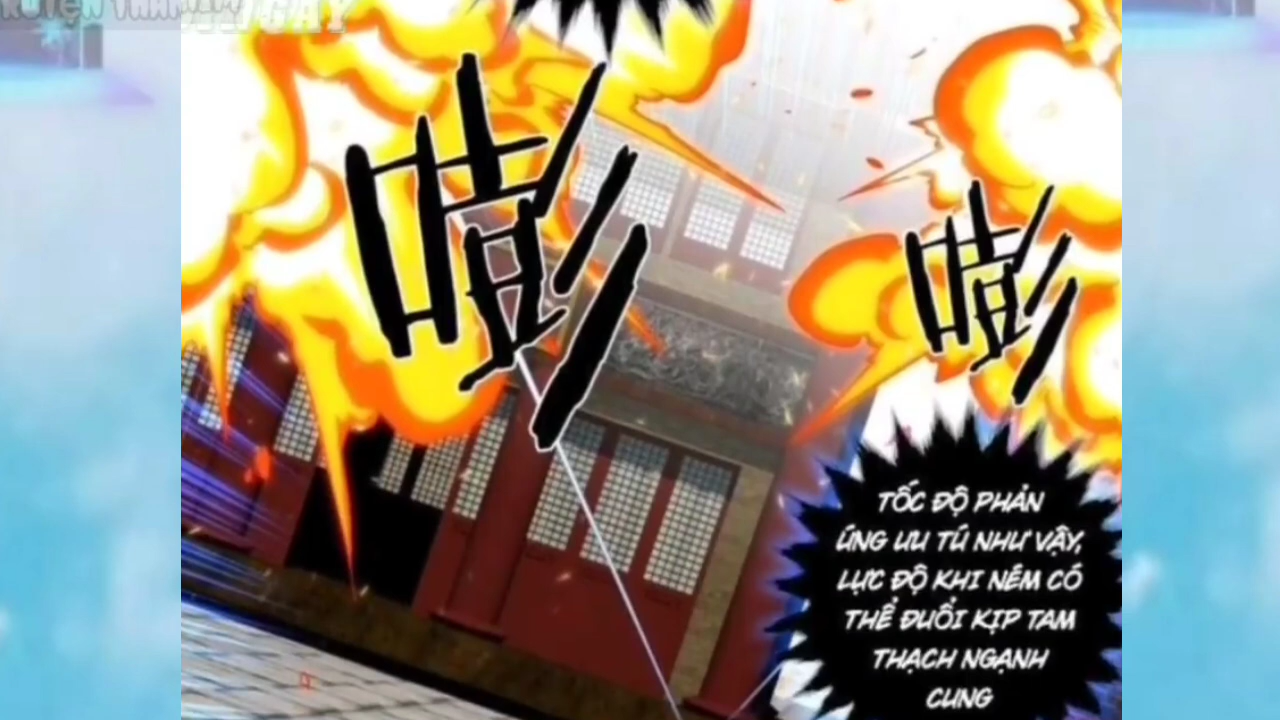 嘭
嘭
TỐC ĐỘ PHẢN
ỨNG ƯU TÚ NHƯ VẬY,
LỰC ĐỘ KHI NÉM CÓ
THỂ ĐUỔI KỊP TAM
THẠCH NGẠNH
CUNG